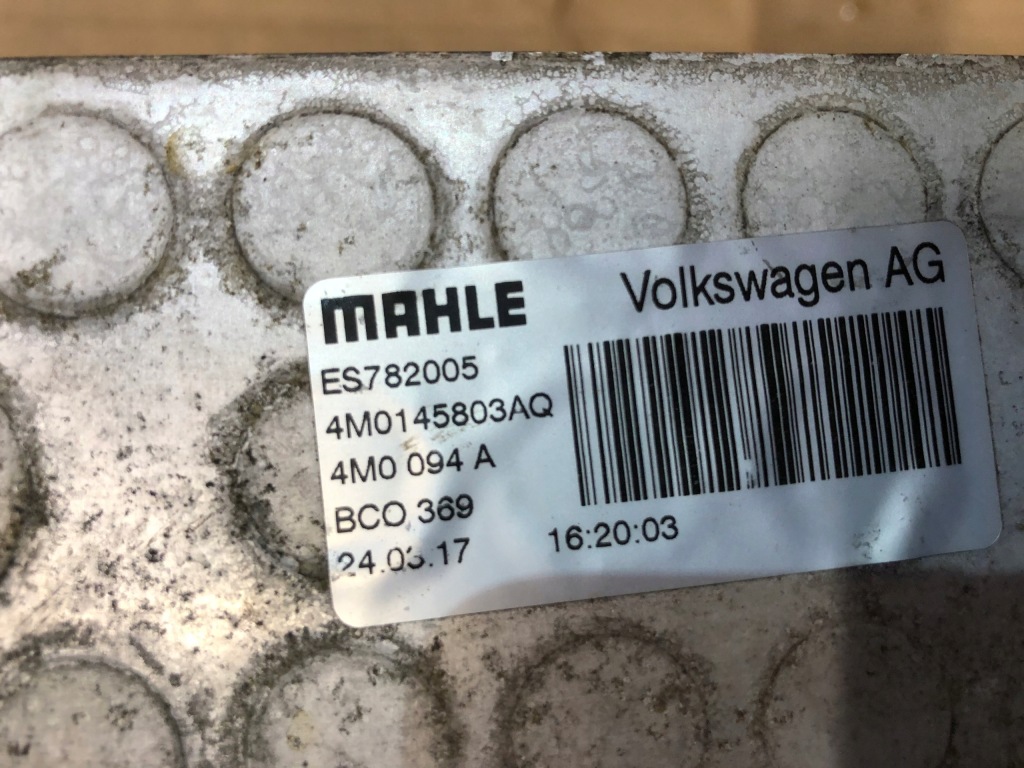 MAHLE
Volkswagen AG
ES782005
4M0145803AQ
4M0 094 A
BCO 369
24.03.17
16:20:03